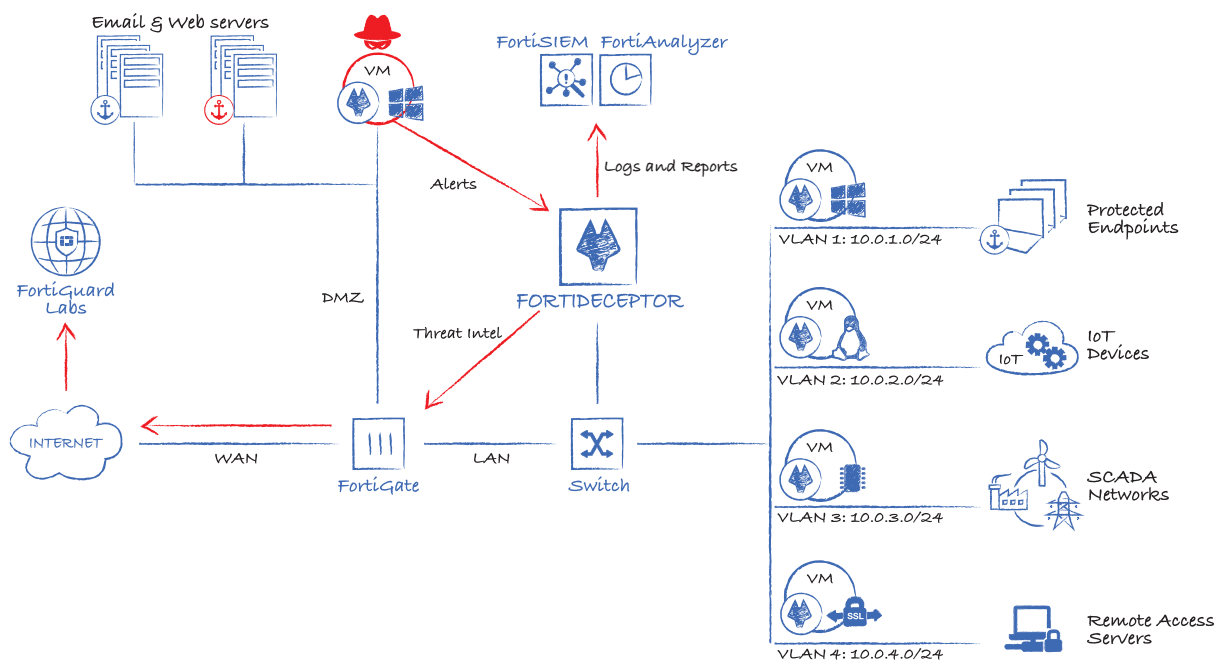 Email & Web servers
VM
FortiSIEM
FortiAnalyzer
Alerts
Logs and Reports
VM
VLAN 1: 10.0.1.0/24
Protected
Endpoints
FortiGuard
Labs
DMZ
FORTIDECEPTOR
Threat Intel
VM
VLAN 2: 10.0.2.0/24
IoT
IoT
Devices
INTERNET
WAN
FortiGate
LAN
Switch
VM
VLAN 3: 10.0.3.0/24
SCADA
Networks
VM
SSL
VLAN 4: 10.0.4.0/24
Remote Access
Servers